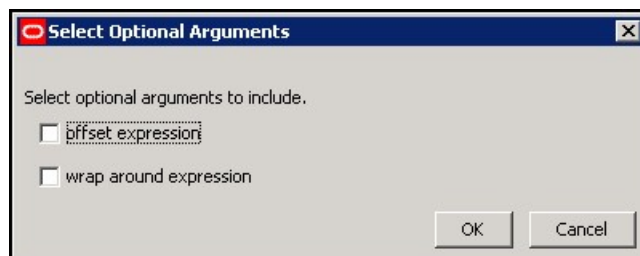 Select Optional Arguments
Select optional arguments to include.
offset expression
wrap around expression
OK Cancel